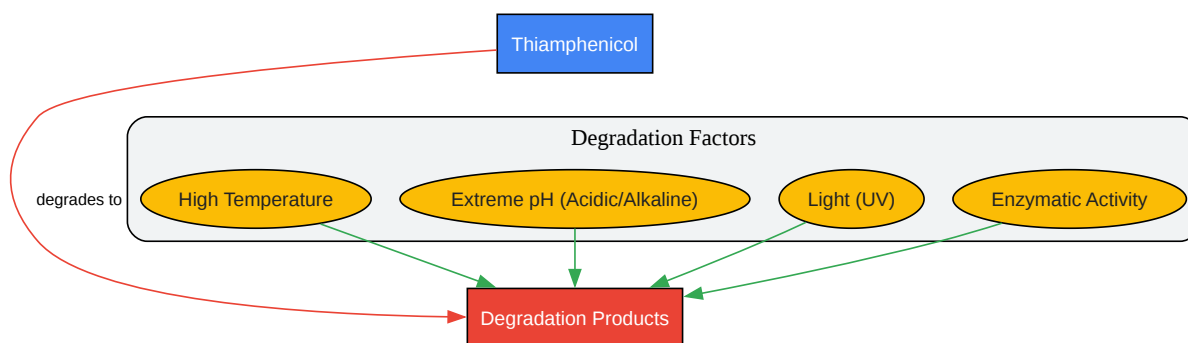 Thiamphenicol
Degradation Factors
degrades to
High Temperature
Extreme pH (Acidic/Alkaline)
Light (UV)
Enzymatic Activity
Degradation Products